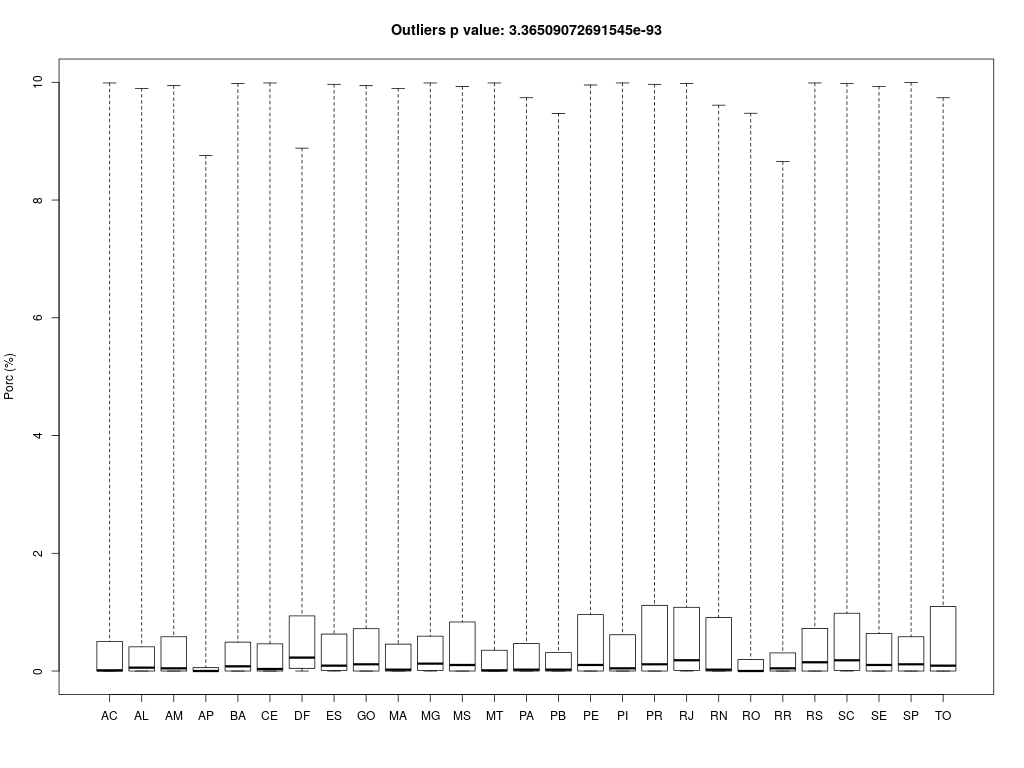 Outliers p value: 3.36509072691545e-93
10
8
6
4
2
0
Porc (%)
AC AL AM AP BA CE DF ES GO MA MG MS MT PA PB PE PI PR RJ RN RO RR RS SC SE SP TO